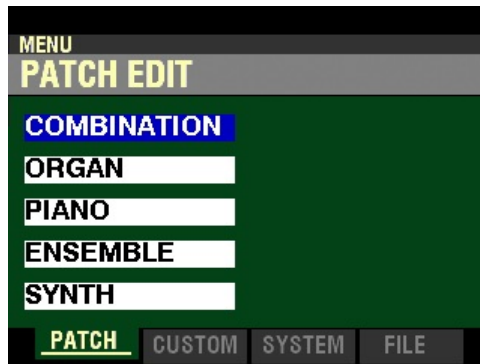 MENU
PATCH EDIT
COMBINATION
ORGAN
PIANO
ENSEMBLE
SYNTH
PATCH CUSTOM SYSTEM FILE